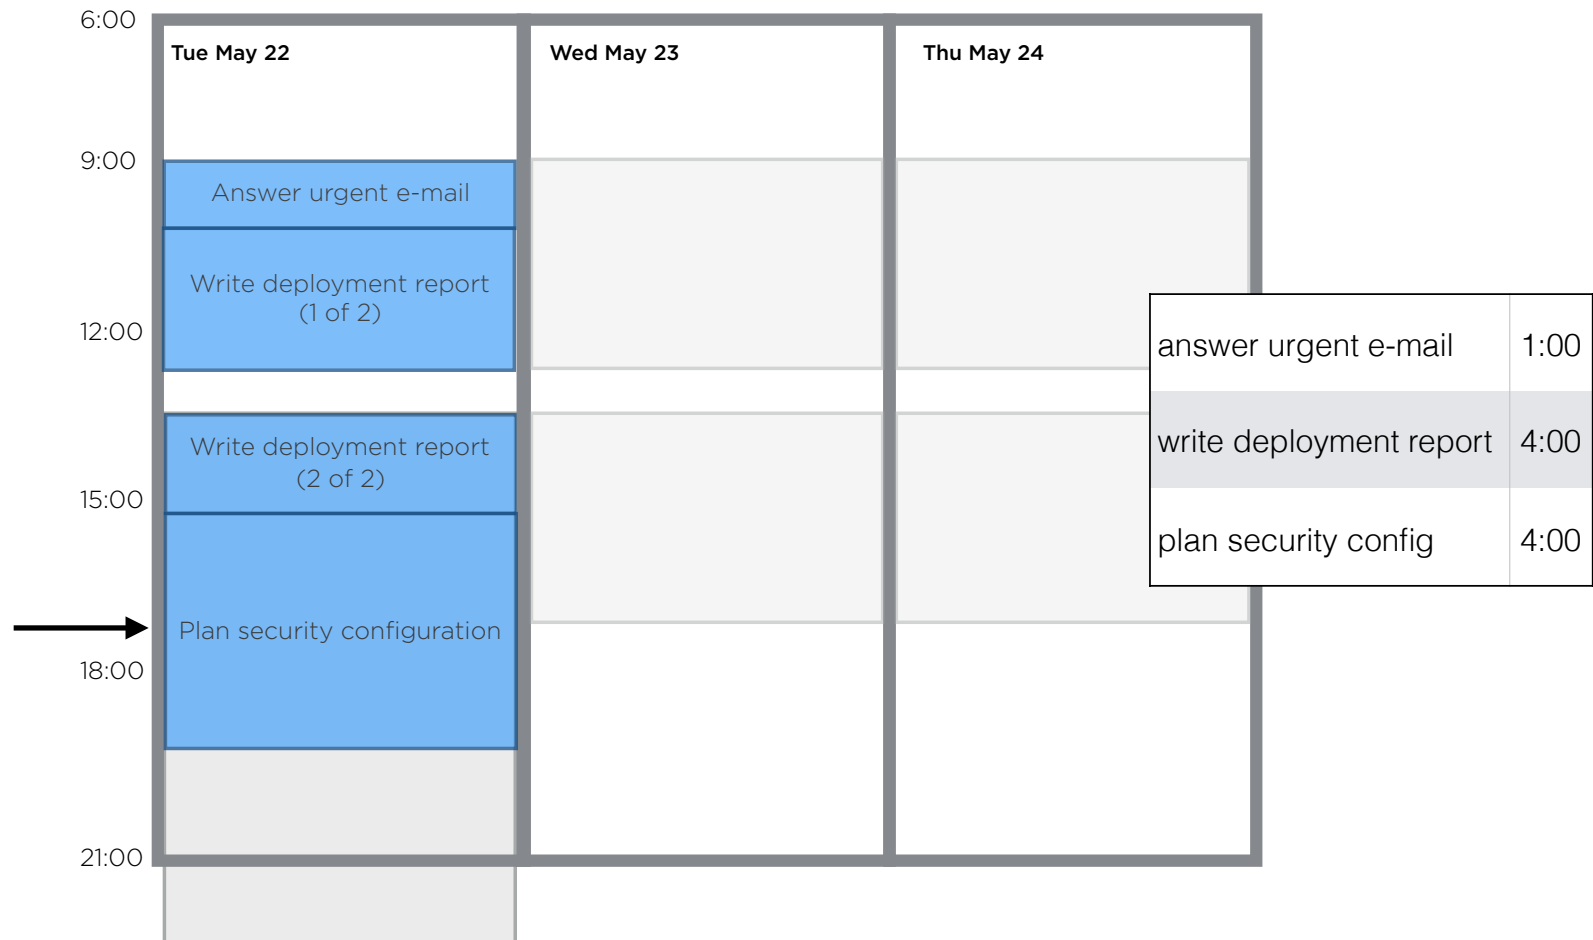 6:00
Tue May 22
Wed May 23
Thu May 24
9:00
Answer urgent e-mail
Write deployment report
(1 of 2)
12:00
Write deployment report
(2 of 2)
15:00
Plan security configuration
18:00
21:00
answer urgent e-mail 1:00
write deployment report 4:00
plan security config 4:00